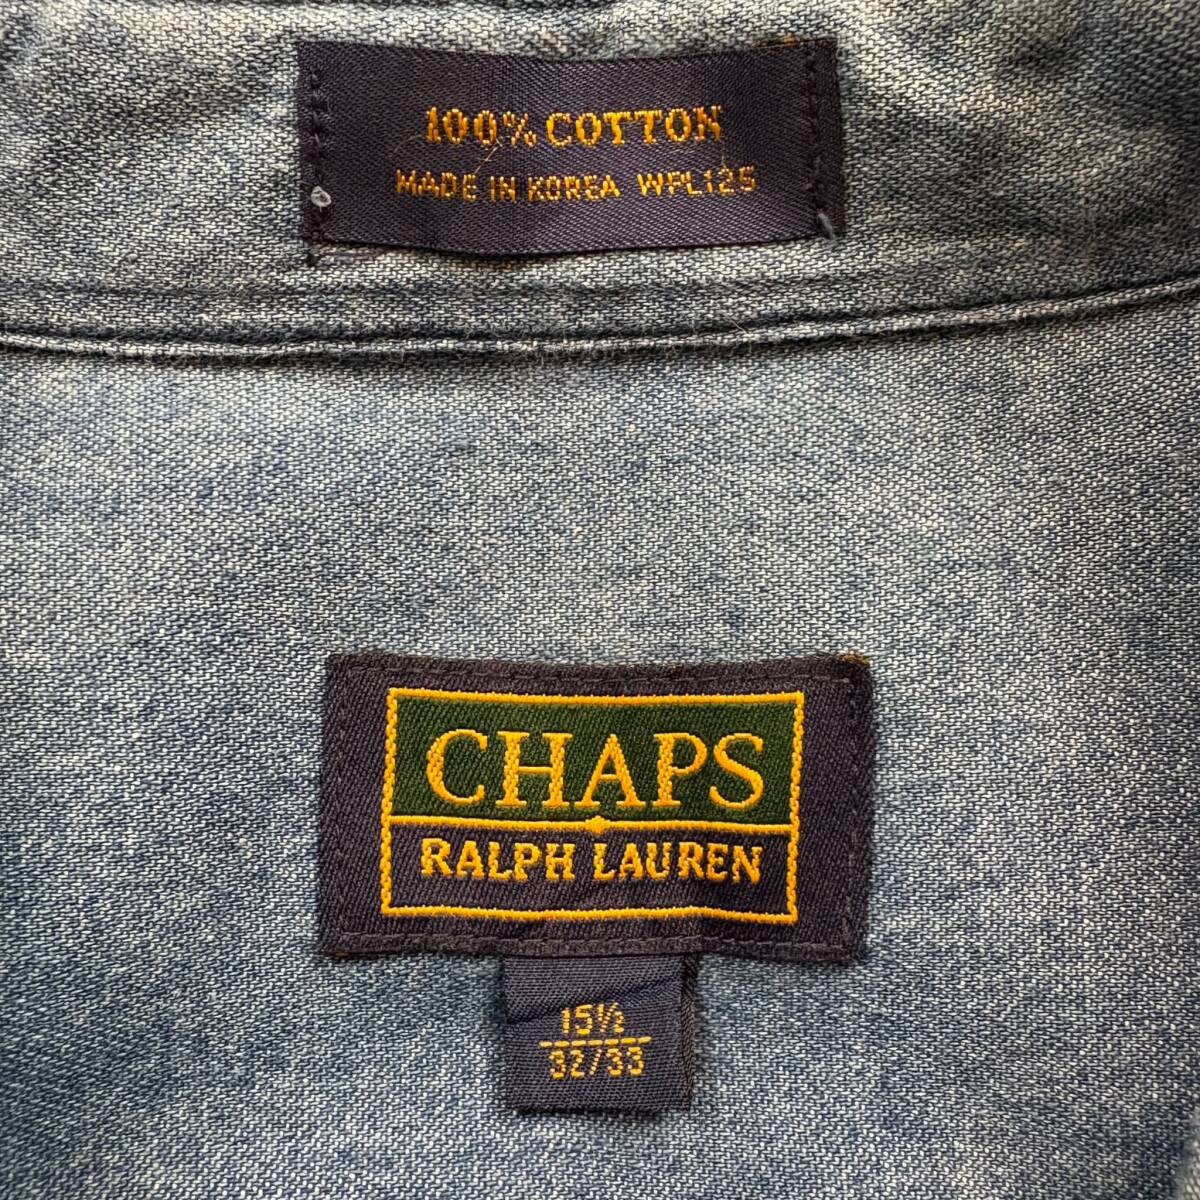 100% COTTON
MADE IN KOREA WPL125
CHAPS
RALPH LAUREN
15½
32/33